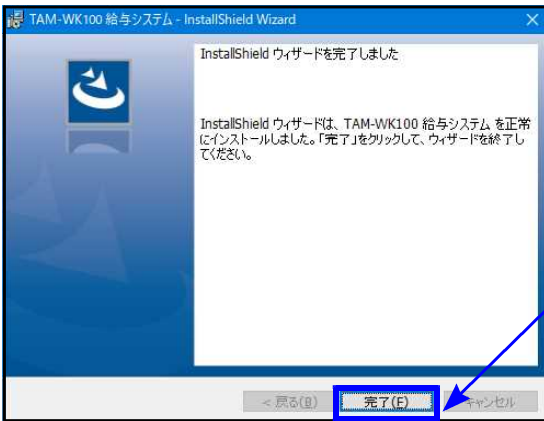 TAM-WK100 給与システム - InstallShield Wizard
InstallShield ウィザードを完了しました
InstallShield ウィザードは、TAM-WK100 給与システム を正常
にインストールしました。「完了」をクリックして、ウィザードを終了し
てください。
< 戻る(B) 完了(F) キャンセル